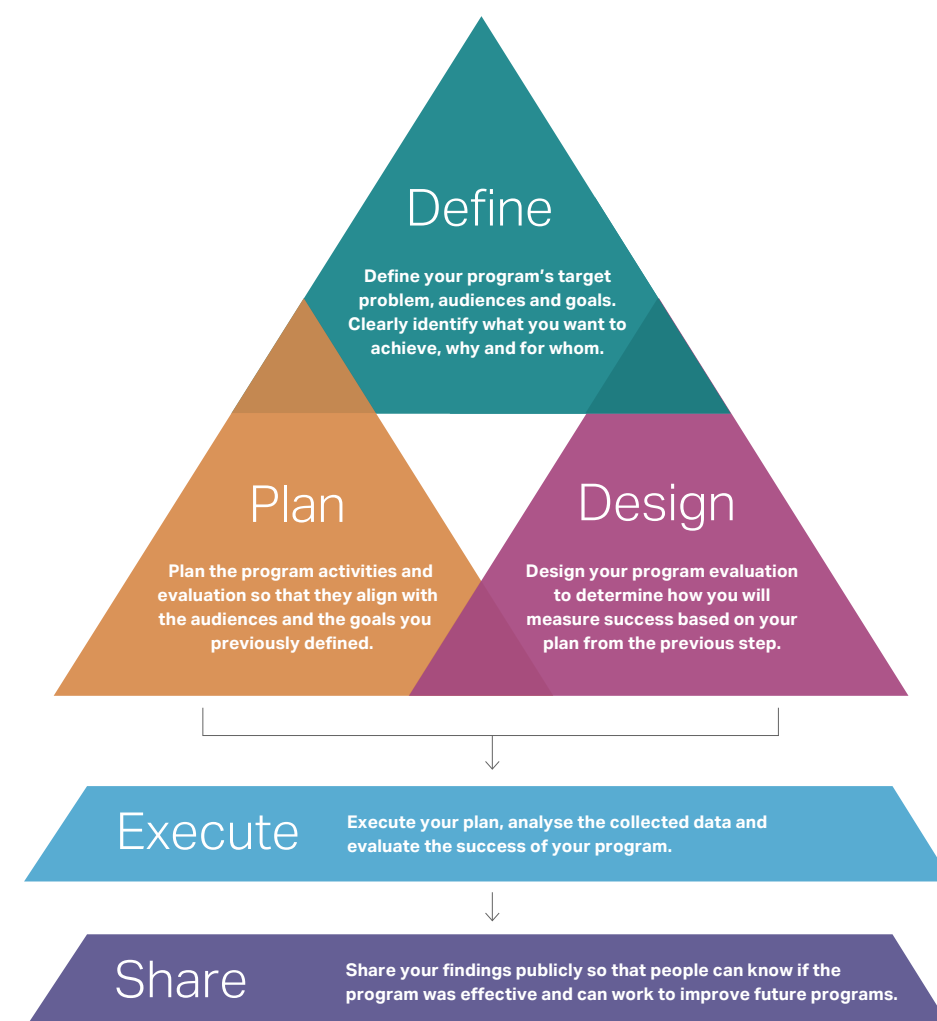 Define
Define your program’s target
problem, audiences and goals.
Clearly identify what you want to
achieve, why and for whom.
Plan
Plan the program activities and
evaluation so that they align with
the audiences and the goals you
previously defined.
Design
Design your program evaluation
to determine how you will
measure success based on your
plan from the previous step.
Execute
Execute your plan, analyse the collected data and
evaluate the success of your program.
Share
Share your findings publicly so that people can know if the
program was effective and can work to improve future programs.